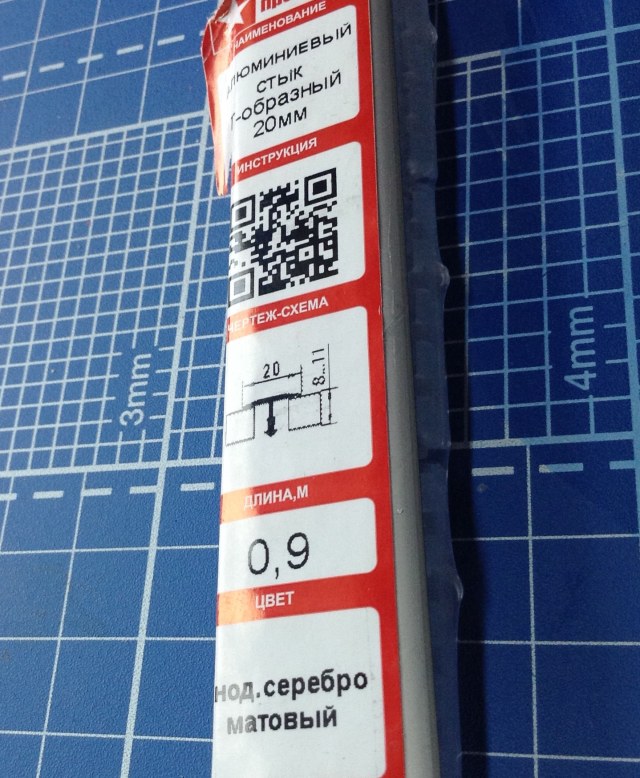 НАИМЕНОВАНИЕ
АЛЮМИНИЕВЫЙ
СТЫК
Т-образный
20мм
ИНСТРУКЦИЯ
ЧЕРТЕЖ-СХЕМА
20
8...11
ДЛИНА,М
0,9
ЦВЕТ
нод.серебро
матовый
3mm
4mm